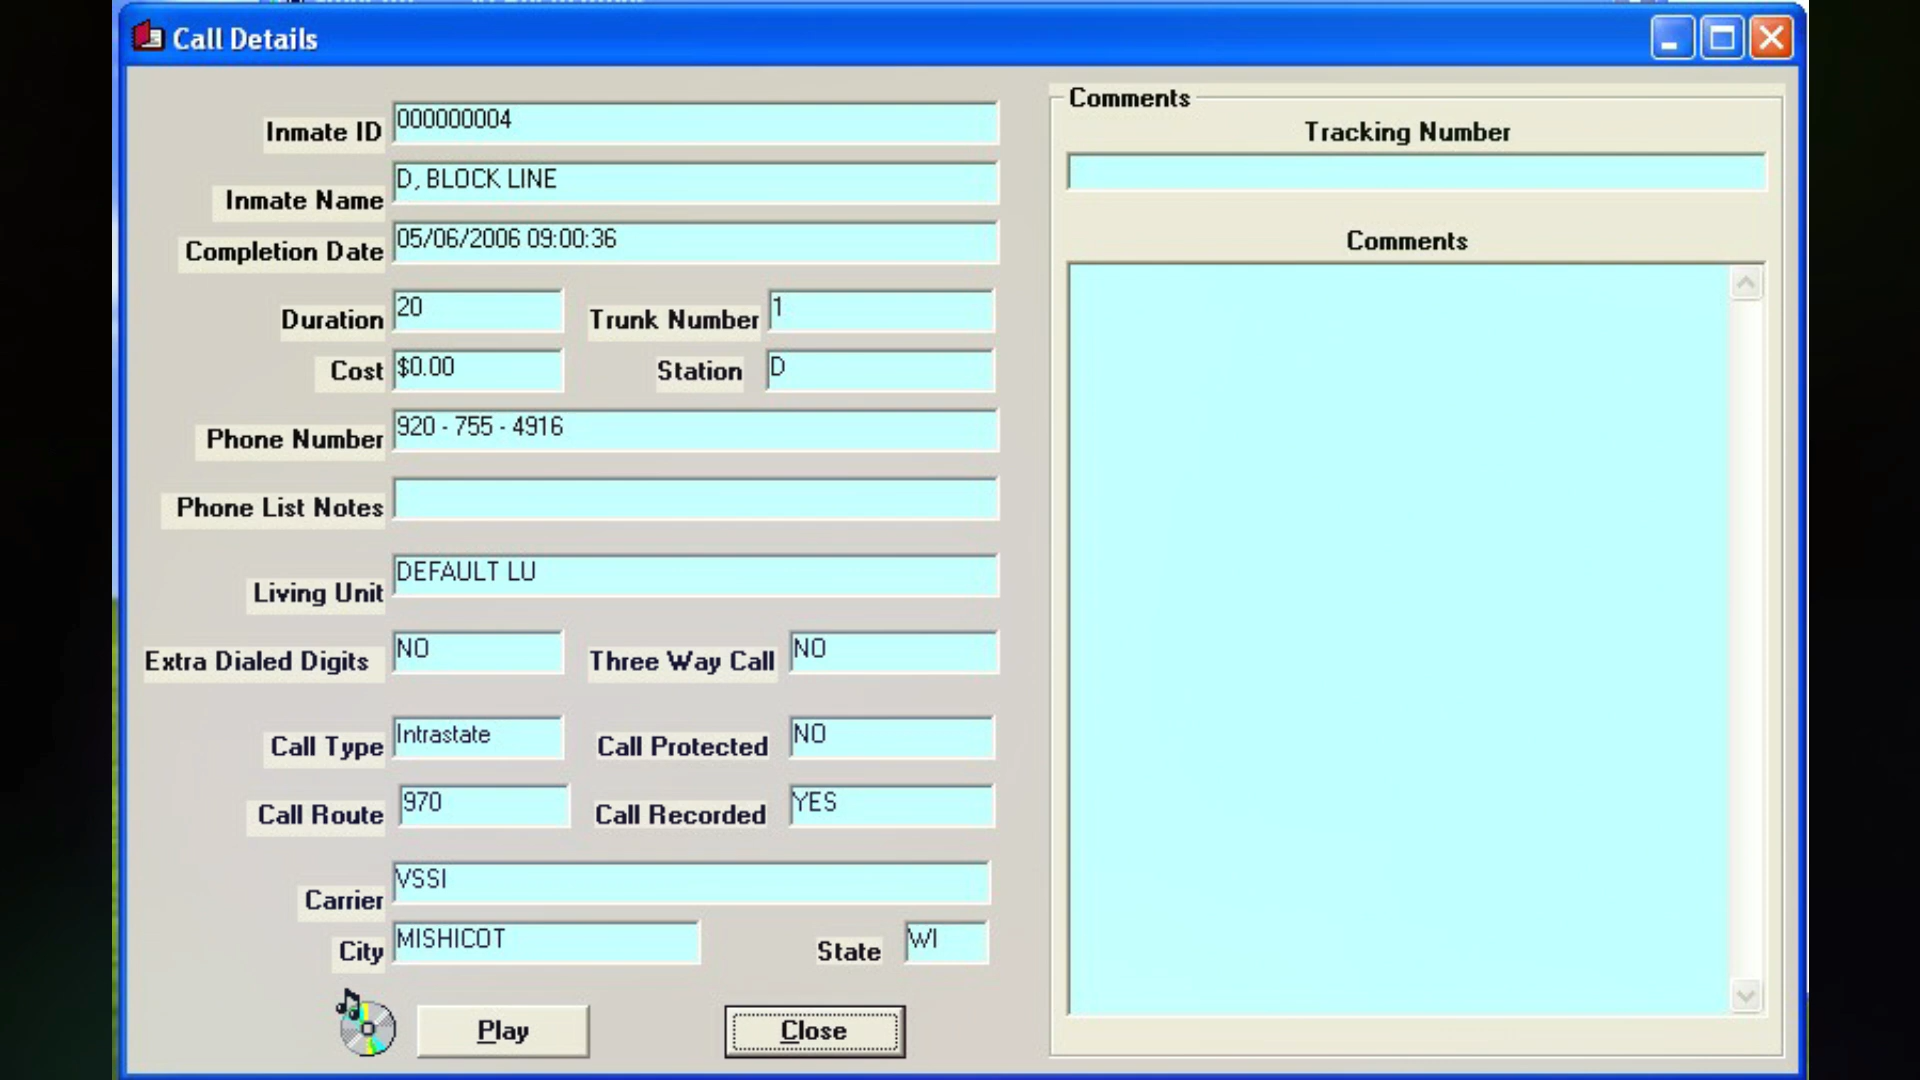 Call Details
Inmate ID 000000004
Inmate Name D, BLOCK LINE
Completion Date 05/06/2006 09:00:36
Duration 20 Trunk Number 1
Cost $0.00 Station D
Phone Number 920 - 755 - 4916
Phone List Notes
Living Unit DEFAULT LU
Extra Dialed Digits NO Three Way Call NO
Call Type Intrastate Call Protected NO
Call Route 970 Call Recorded YES
Carrier VSSI
City MISHICOT State WI
Play Close
Comments
Tracking Number
Comments